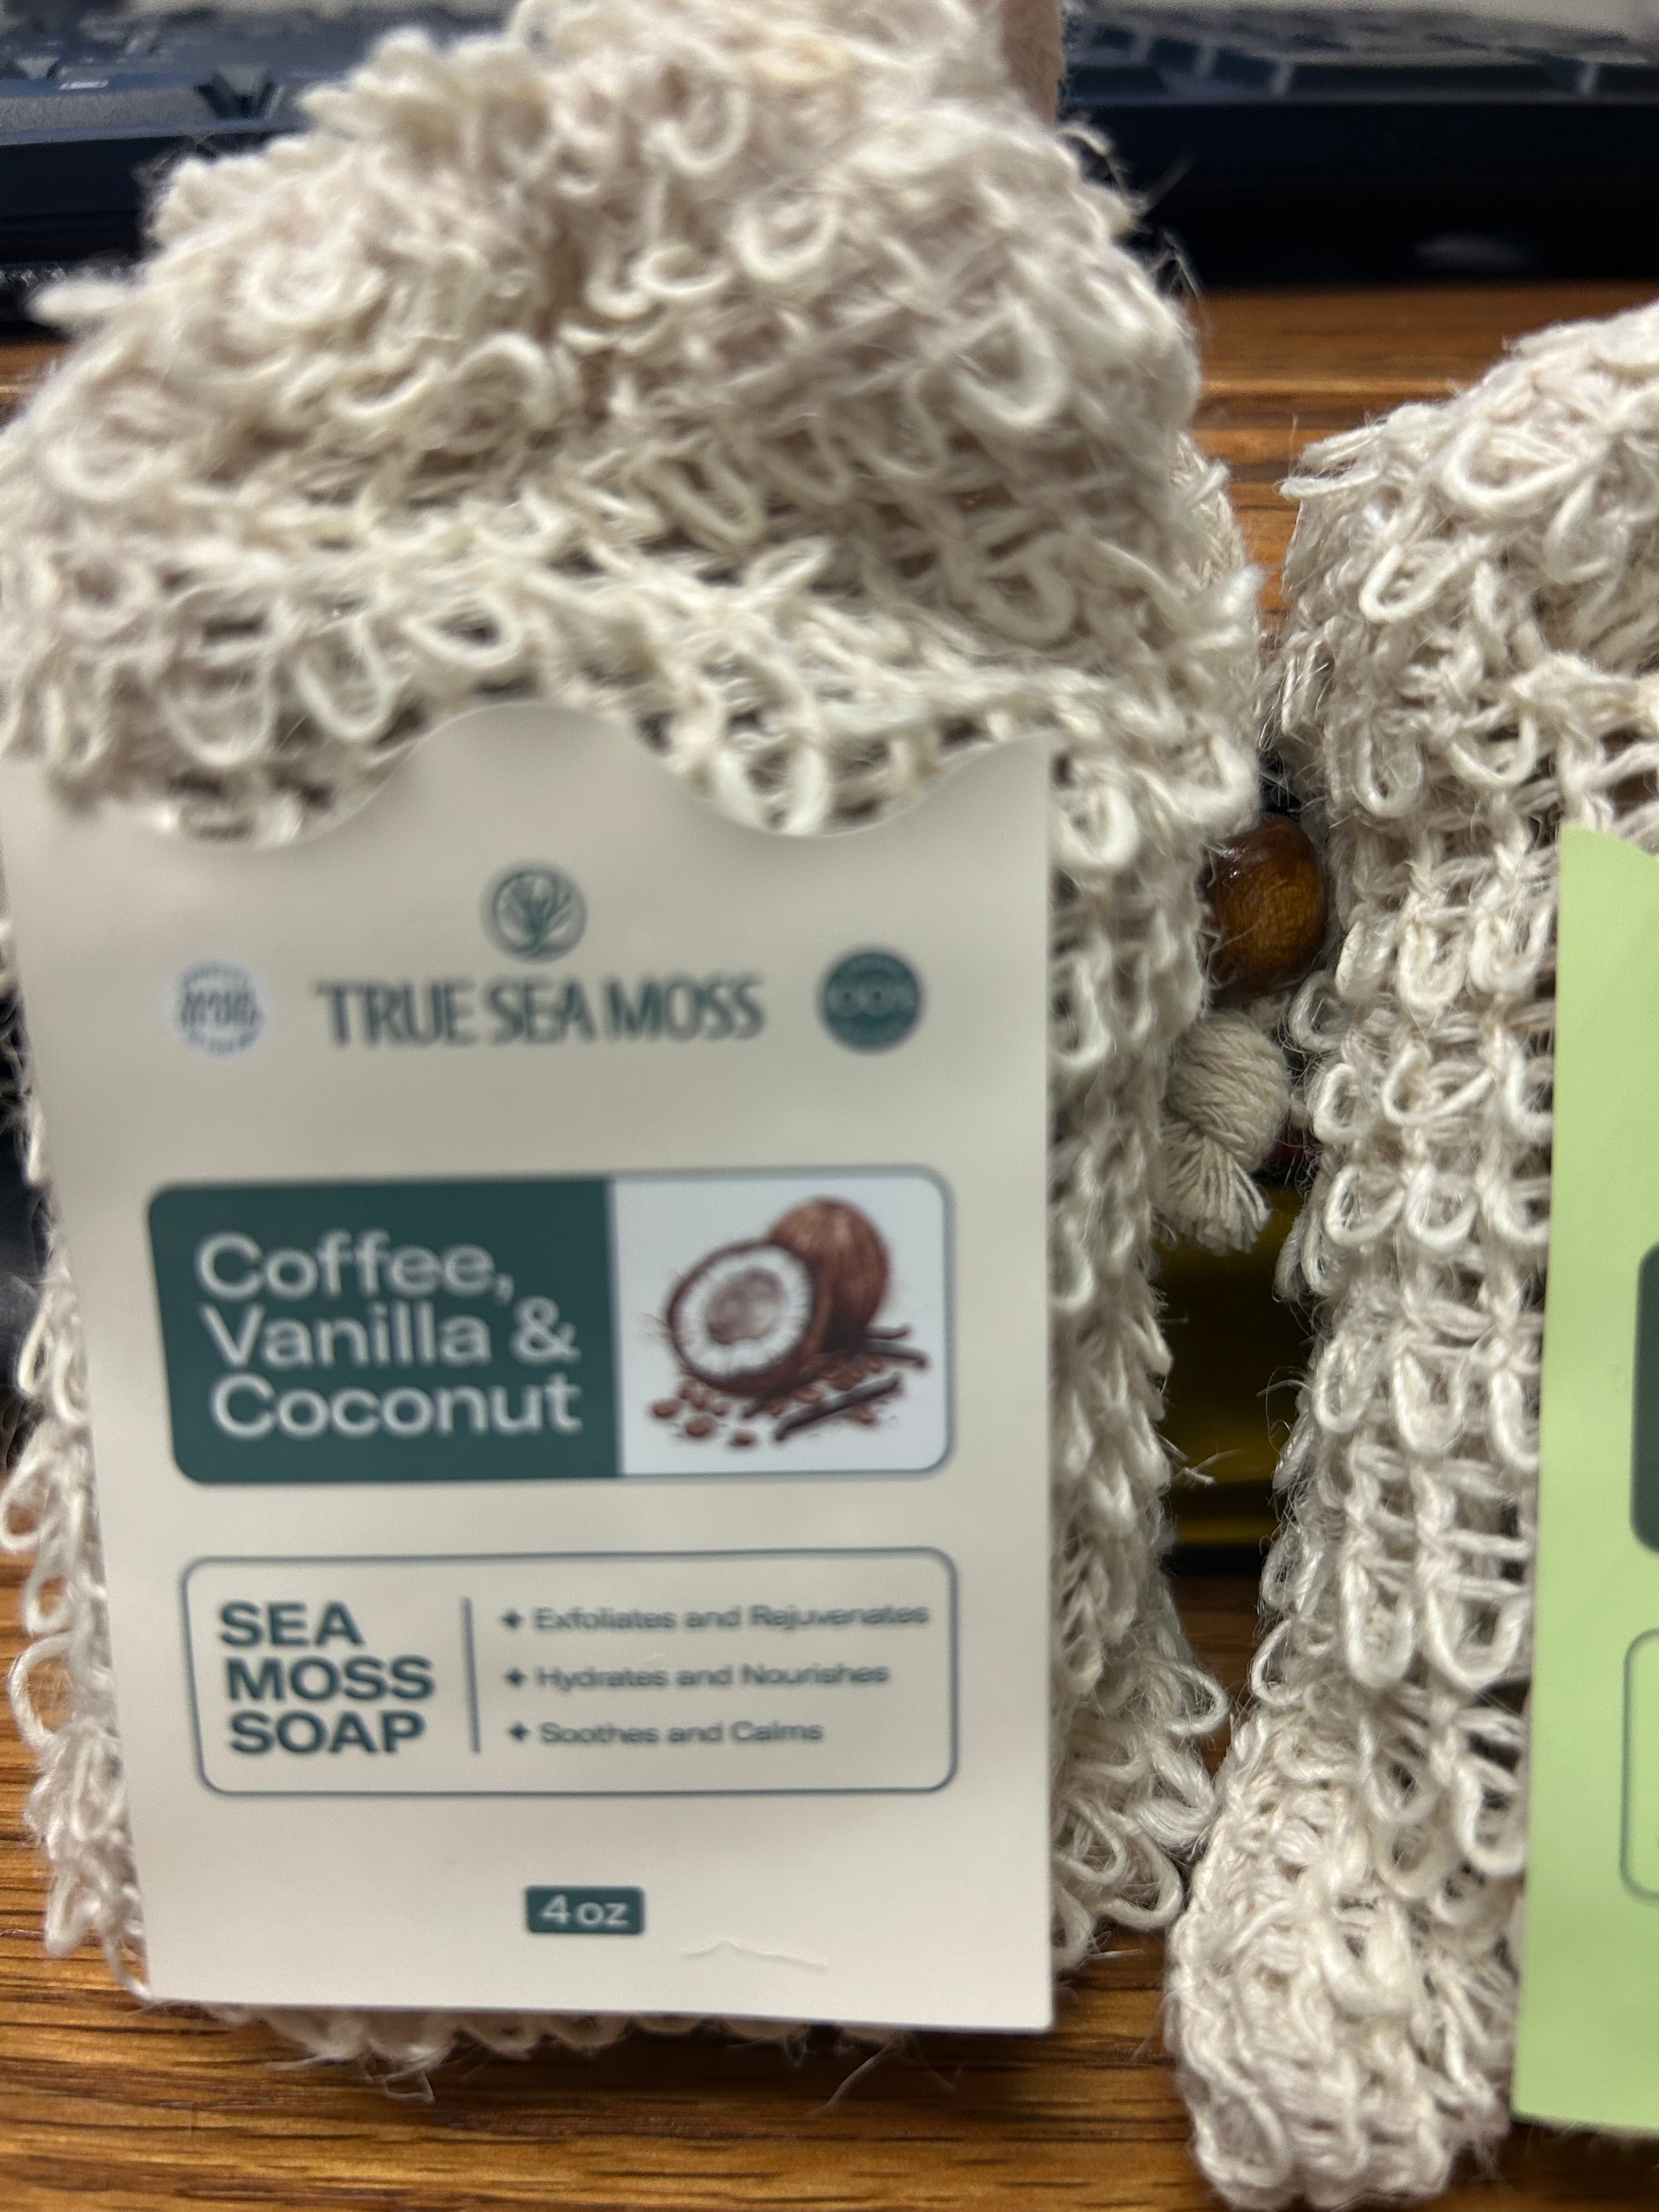 TRUE SEA MOSS
Coffee,
Vanilla &
Coconut
SEA
MOSS
SOAP
✦ Exfoliates and Rejuvenates
✦ Hydrates and Nourishes
✦ Soothes and Calms
4 oz